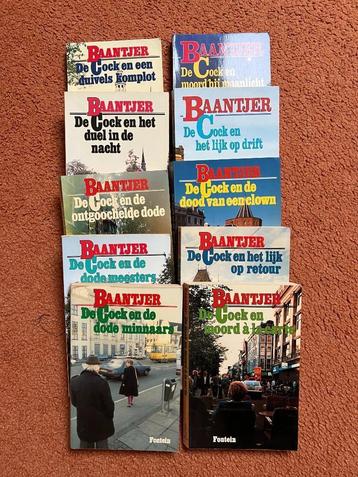 BAANTJER
De Cock en een
duivels komplot
BAANTJER
De Cock en
moord bij maanlicht
BAANTJER
De Cock en het
duel in de
nacht
BAANTJER
De Cock en
het lijk op drift
BAANTJER
De Cock en de
ontgoochelde dode
BAANTJER
De Cock en de
dood van een clown
BAANTJER
De Cock en de
dode meesters
BAANTJER
De Cock en het lijk
op retour
BAANTJER
De Cock en de
dode minnaars
Fontein
BAANTJER
De Cock en
moord à la carte
Fontein